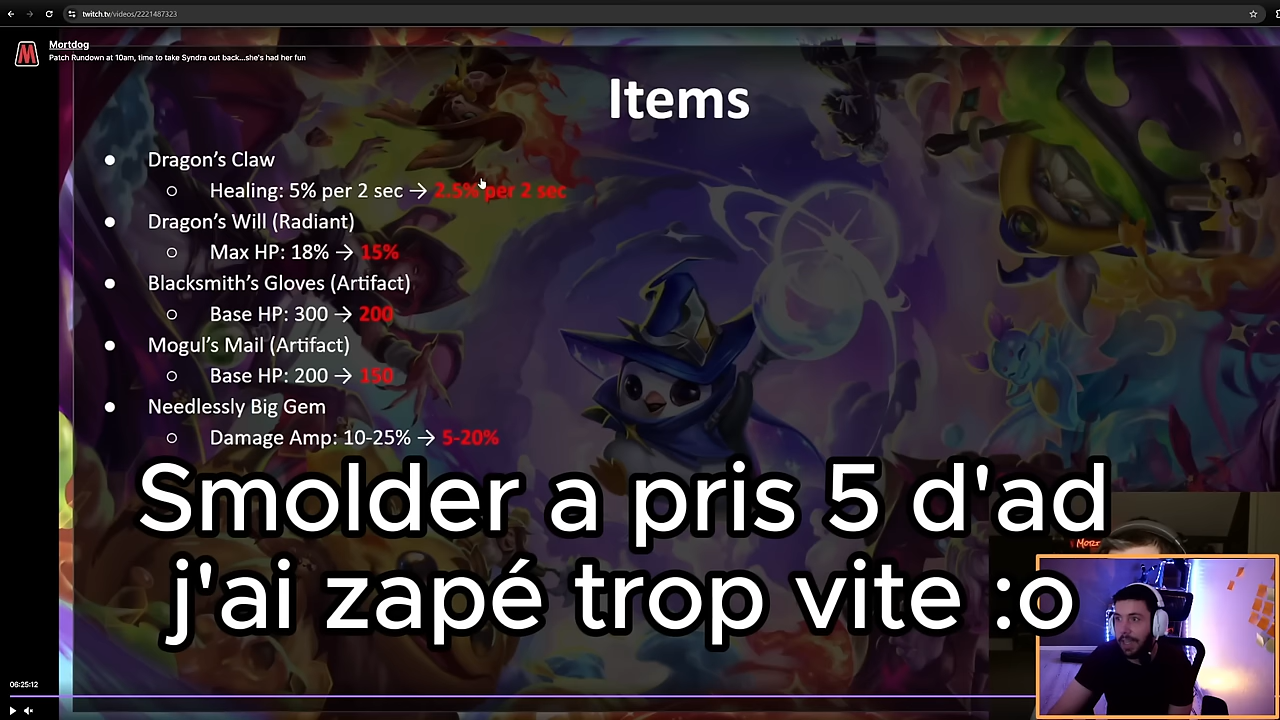 twitch.tv/videos/2221487323
Mortdog
Patch Rundown at 10am, time to take Syndra out back...she's had her fun
Items
● Dragon's Claw
○ Healing: 5% per 2 sec → 2.5% per 2 sec
● Dragon's Will (Radiant)
○ Max HP: 18% → 15%
● Blacksmith's Gloves (Artifact)
○ Base HP: 300 → 200
● Mogul's Mail (Artifact)
○ Base HP: 200 → 150
● Needlessly Big Gem
○ Damage Amp: 10-25% → 5-20%
Smolder a pris 5 d'ad
j'ai zapé trop vite :o
06:25:12